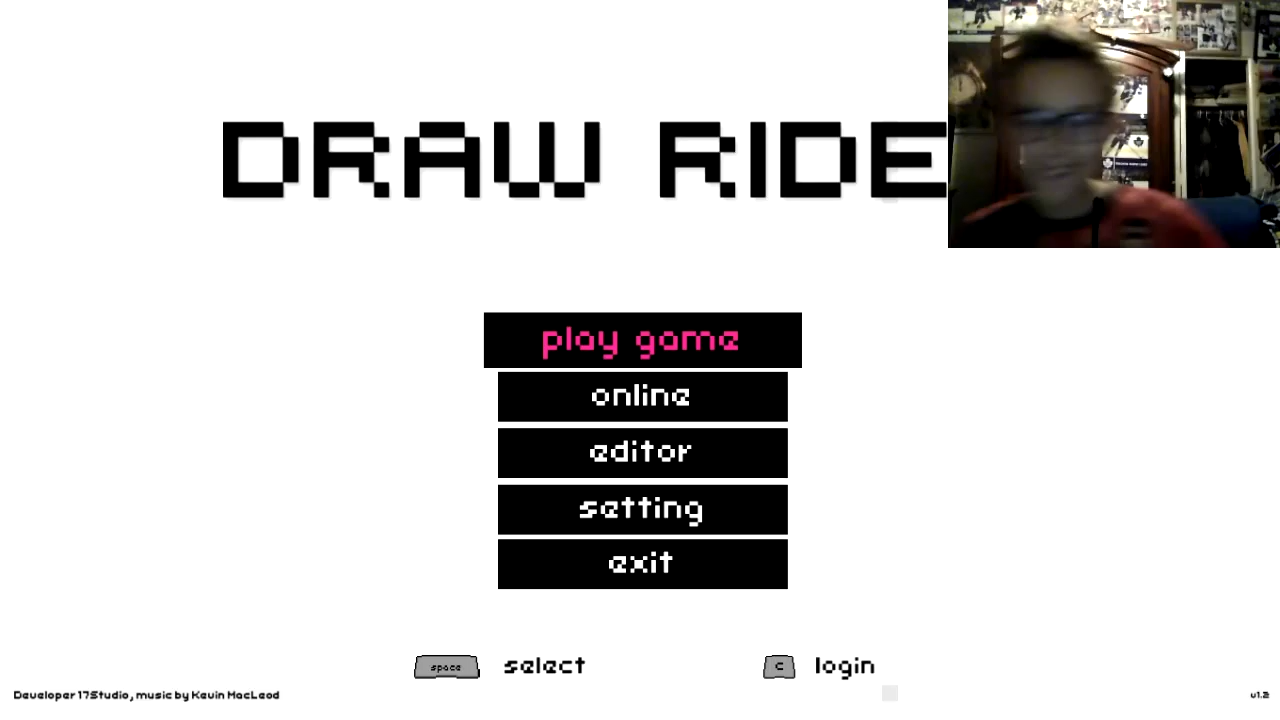 DRAW RIDE
play game
online
editor
setting
exit
space select
C login
Developer 17Studio, music by Kevin MacLeod
v1.2